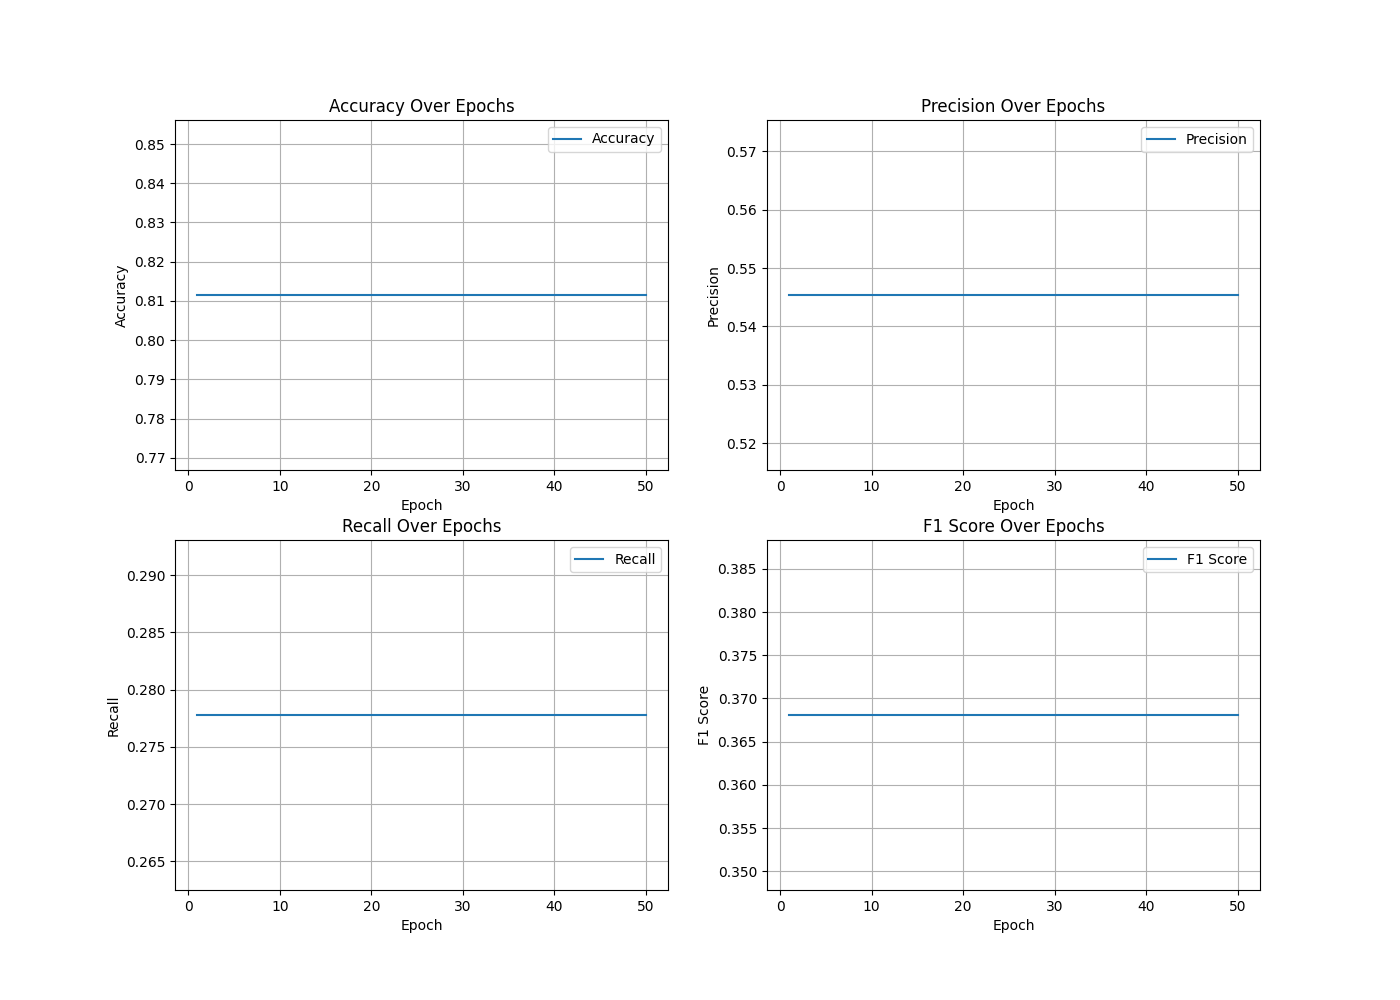 Accuracy Over Epochs
Accuracy
0.85
0.84
0.83
0.82
0.81
0.80
0.79
0.78
0.77
Accuracy
0 10 20 30 40 50
Epoch
Precision Over Epochs
Precision
0.57
0.56
0.55
0.54
0.53
0.52
Precision
0 10 20 30 40 50
Epoch
Recall Over Epochs
Recall
0.290
0.285
0.280
0.275
0.270
0.265
Recall
0 10 20 30 40 50
Epoch
F1 Score Over Epochs
F1 Score
0.385
0.380
0.375
0.370
0.365
0.360
0.355
0.350
F1 Score
0 10 20 30 40 50
Epoch